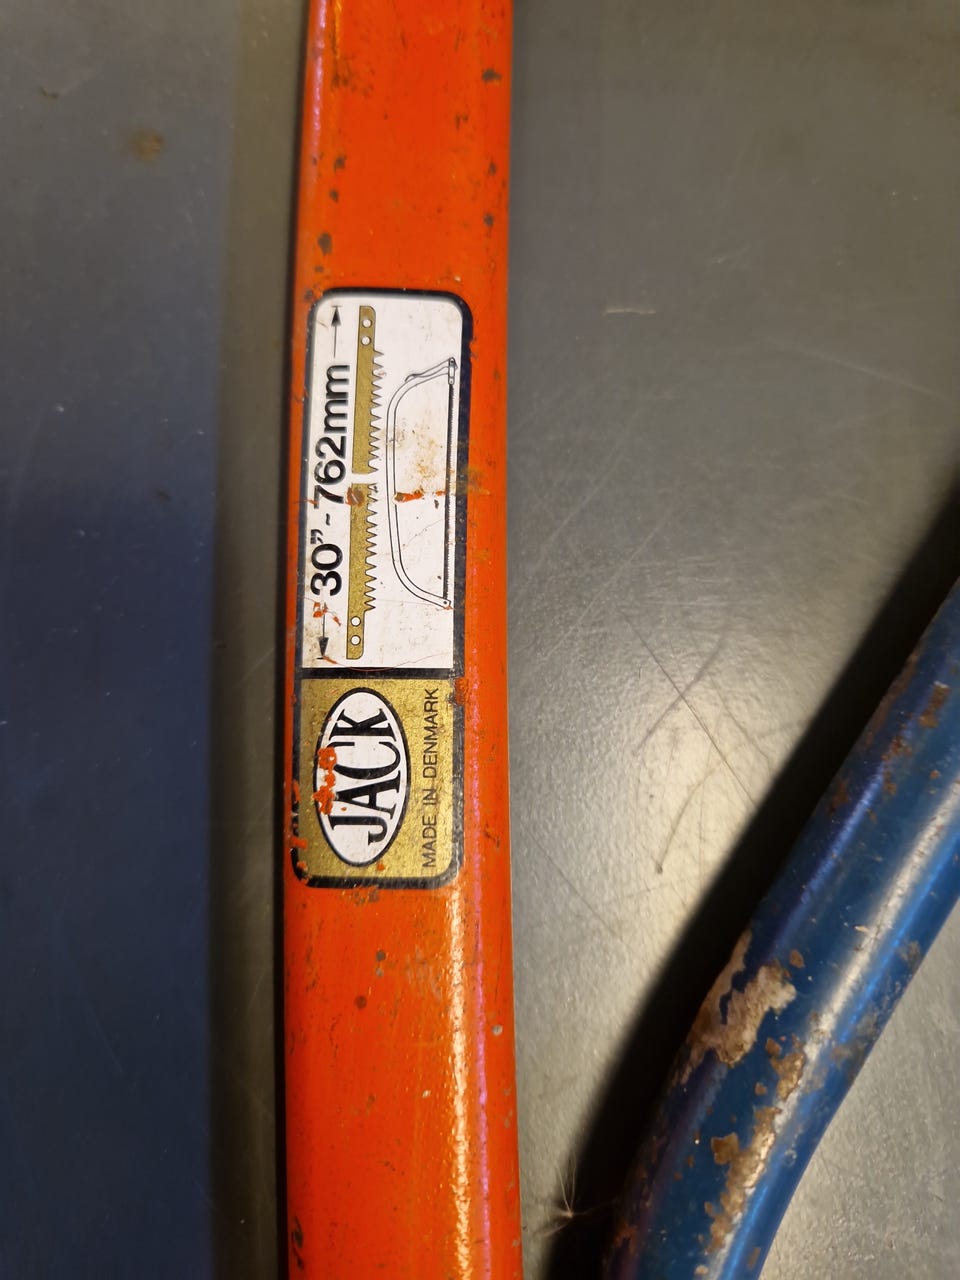 30" ~ 762mm
JACK
MADE IN DENMARK